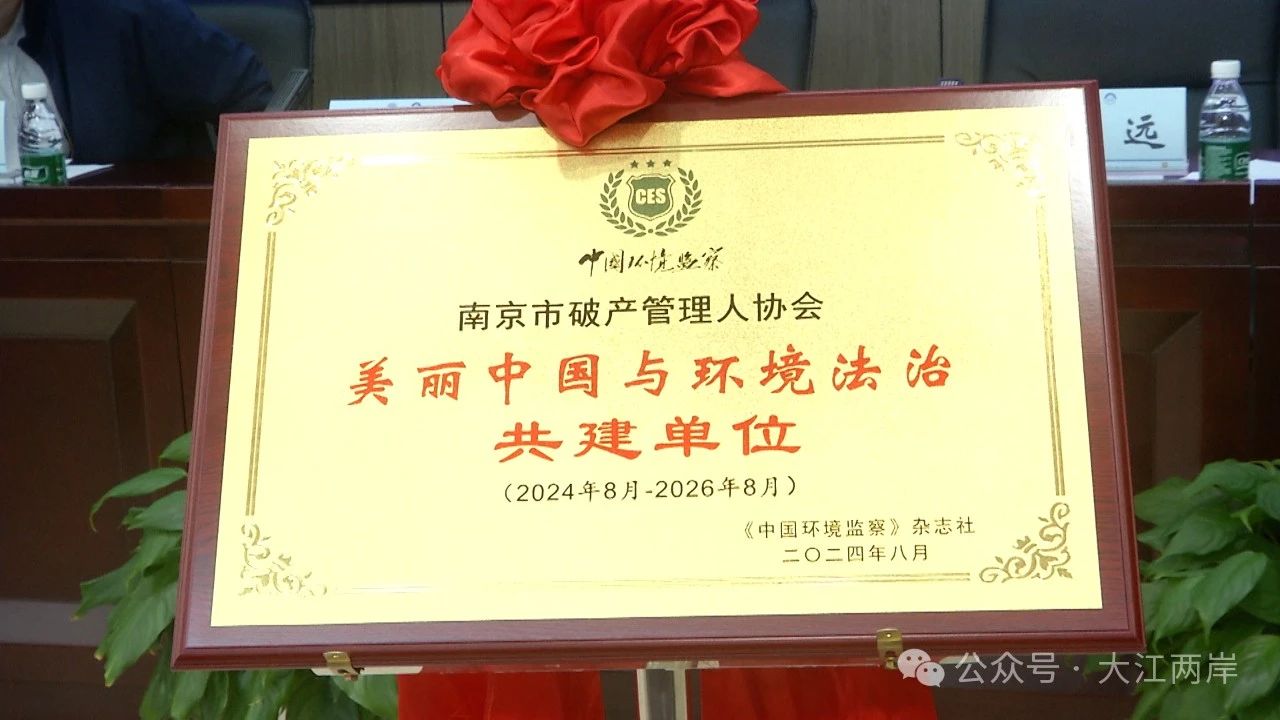 远
CES
中国环境监察
南京市破产管理人协会
美丽中国与环境法治
共建单位
（2024年8月-2026年8月）
《中国环境监察》杂志社
二〇二四年八月
公众号·大江两岸